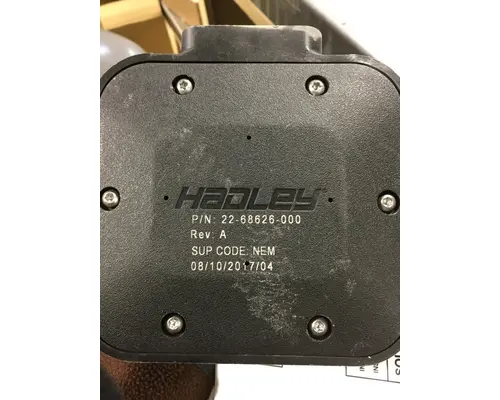 HADLEY
P/N: 22-68626-000
Rev: A
SUP CODE: NEM
08/10/2017/04